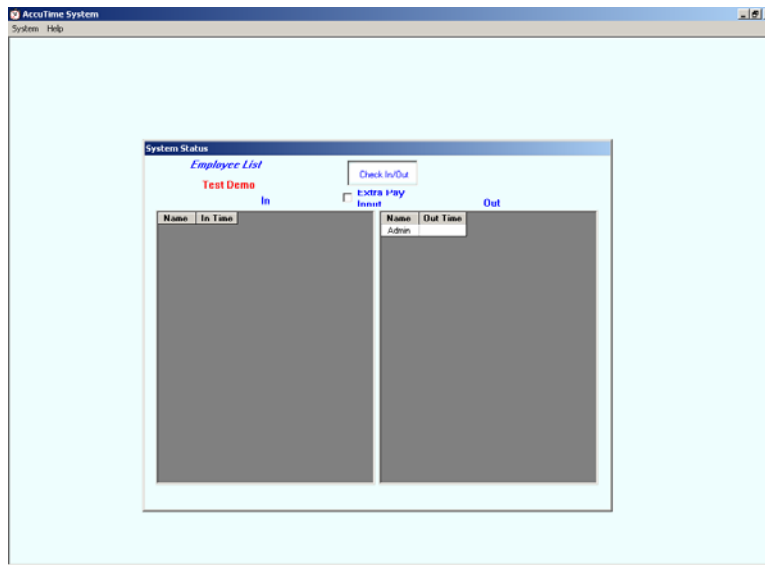 AccuTime System
System Help
System Status
Employee List
Check In/Out
Test Demo
Extra Pay
Input
In
Out
Name In Time
Name Out Time
Admin